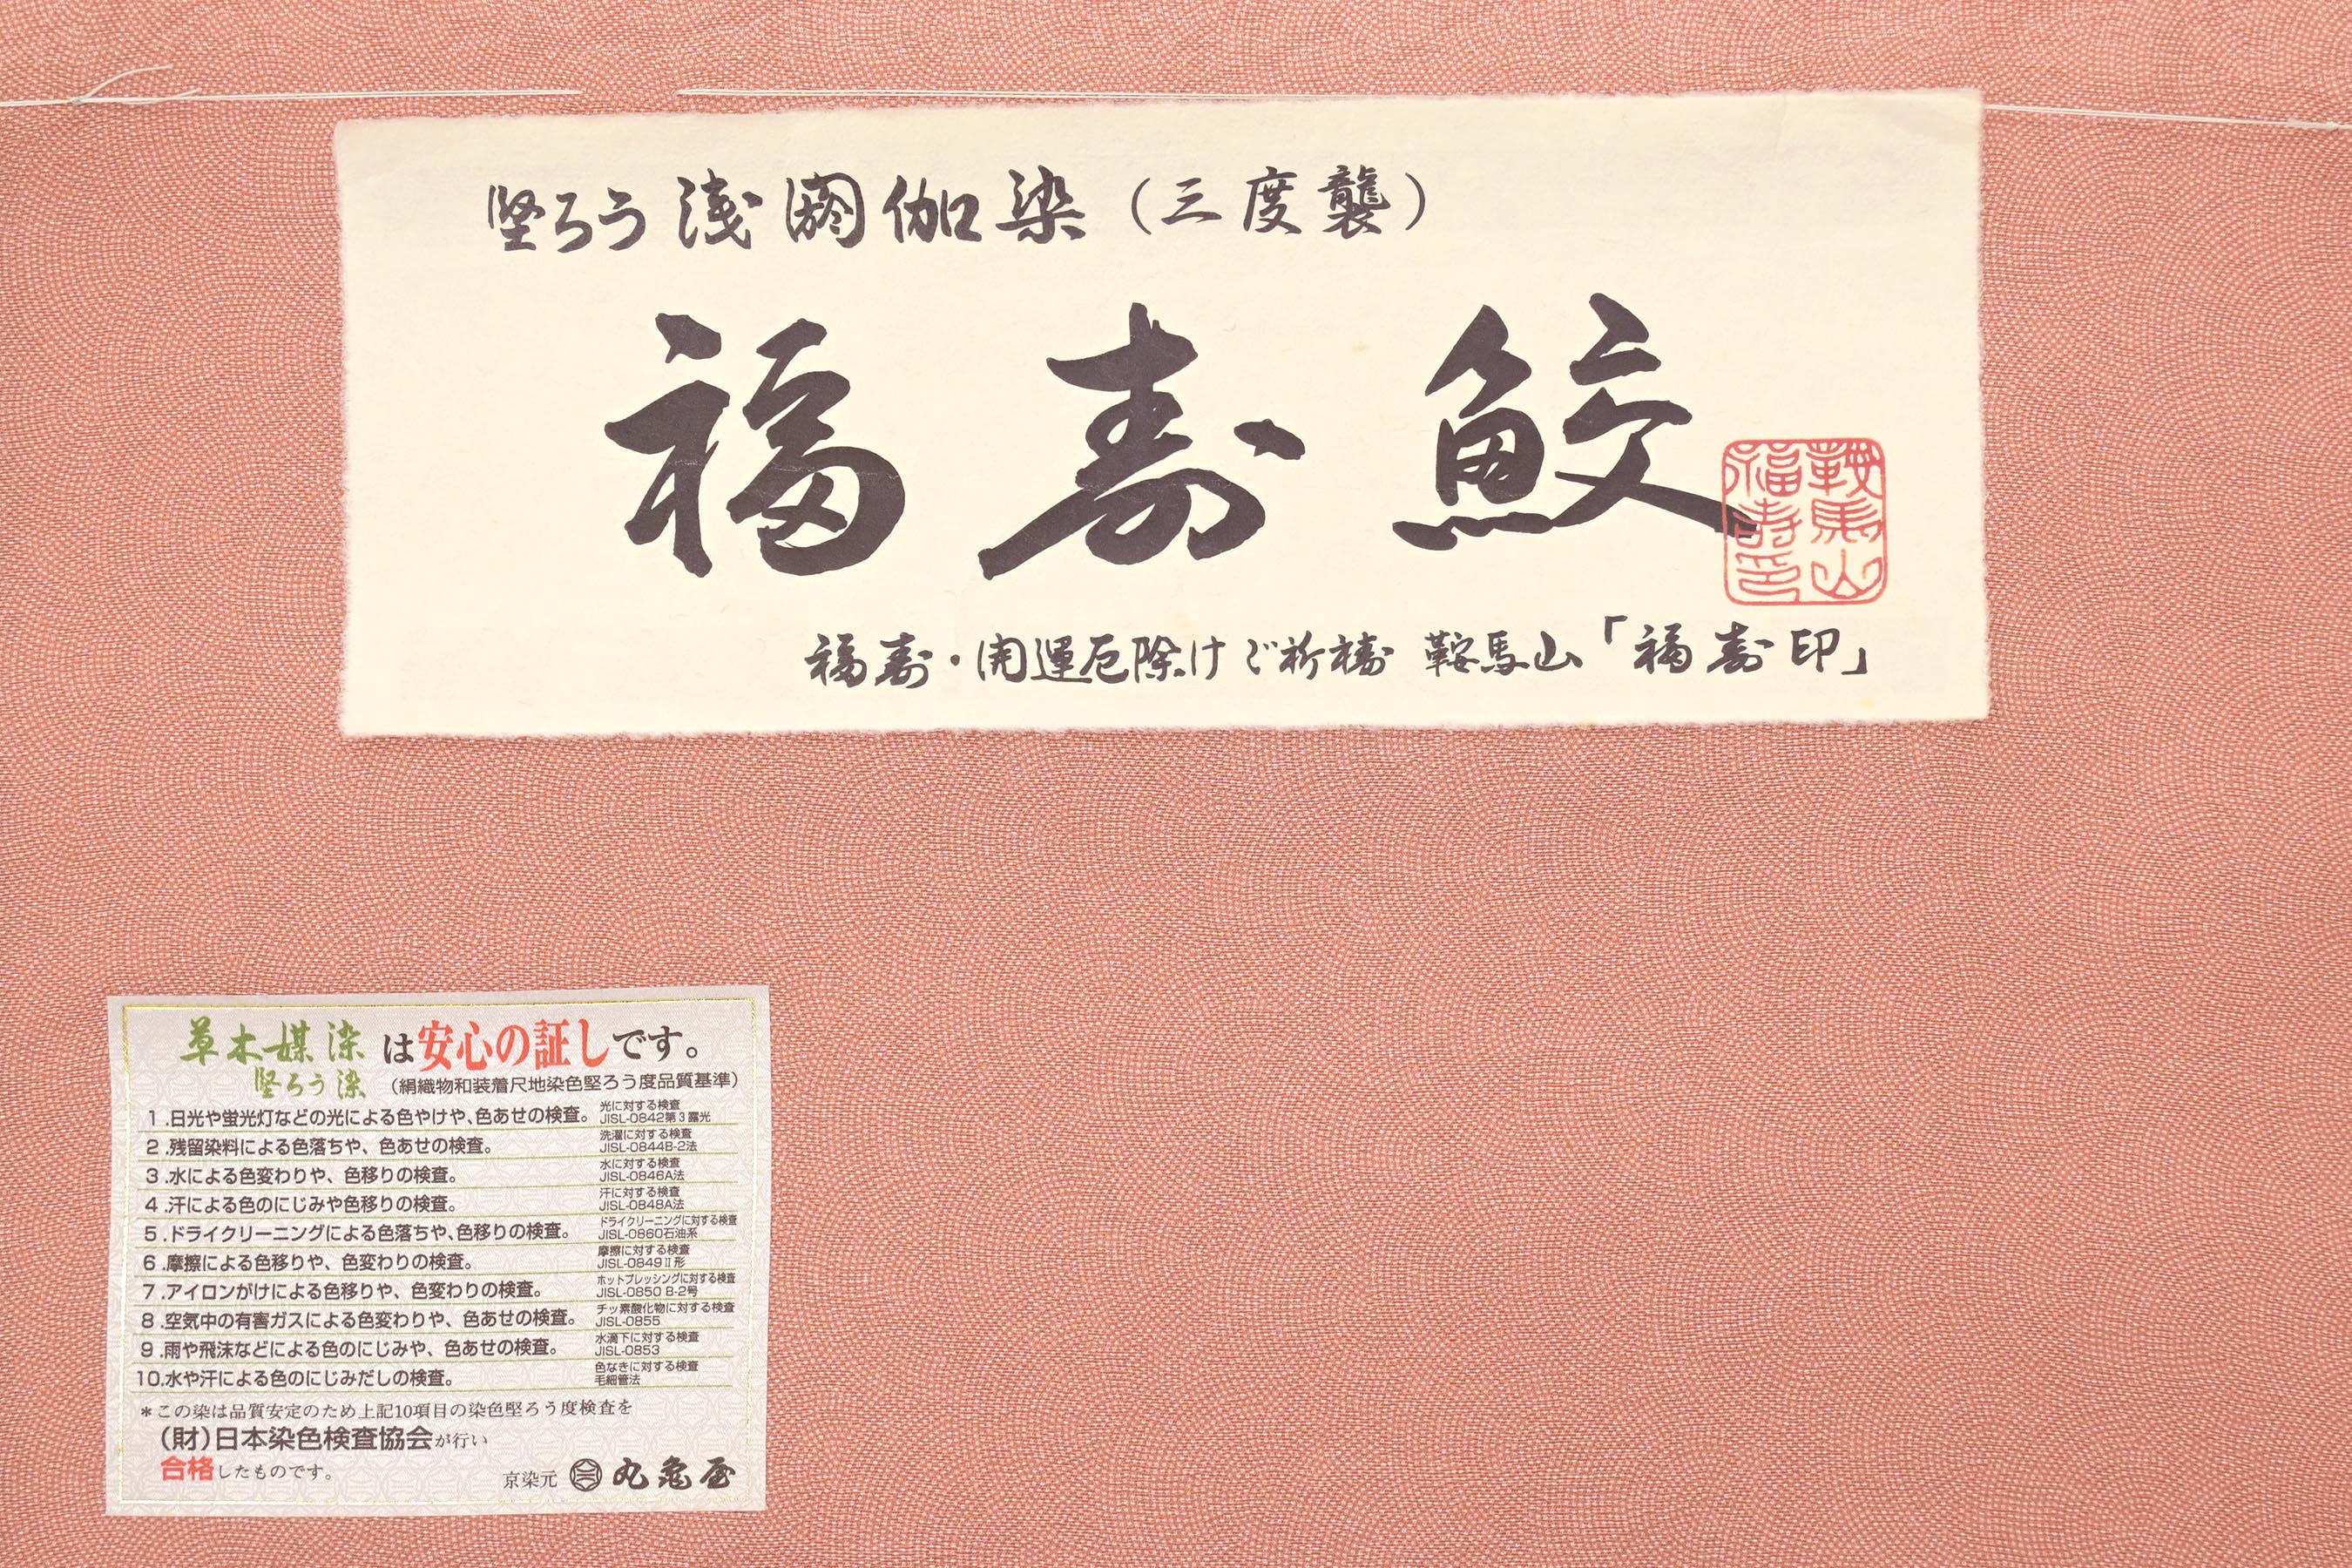 堅ろう浅閼伽染（三度襲）
福寿鮫
鞍馬山
福寿印
福寿・開運厄除けご祈祷 鞍馬山「福寿印」
草木媒染は安心の証しです。
堅ろう染（絹織物和装着尺地染色堅ろう度品質基準）
1.日光や蛍光灯などの光による色やけや、色あせの検査。 光に対する検査 JISL-0842第3露光
2.残留染料による色落ちや、色あせの検査。 洗濯に対する検査 JISL-0844B-2法
3.水による色変わりや、色移りの検査。 水に対する検査 JISL-0846A法
4.汗による色のにじみや色移りの検査。 汗に対する検査 JISL-0848A法
5.ドライクリーニングによる色落ちや、色移りの検査。 ドライクリーニングに対する検査 JISL-0860石油系
6.摩擦による色移りや、色変わりの検査。 摩擦に対する検査 JISL-0849Ⅱ形
7.アイロンがけによる色移りや、色変わりの検査。 ホットプレッシングに対する検査 JISL-0850 B-2号
8.空気中の有害ガスによる色変わりや、色あせの検査。 チッ素酸化物に対する検査 JISL-0855
9.雨や飛沫などによる色のにじみや、色あせの検査。 水滴下に対する検査 JISL-0853
10.水や汗による色のにじみだしの検査。 色なきに対する検査 毛細管法
＊この染は品質安定のため上記10項目の染色堅ろう度検査を
（財）日本染色検査協会が行い
合格したものです。
京染元 丸亀屋